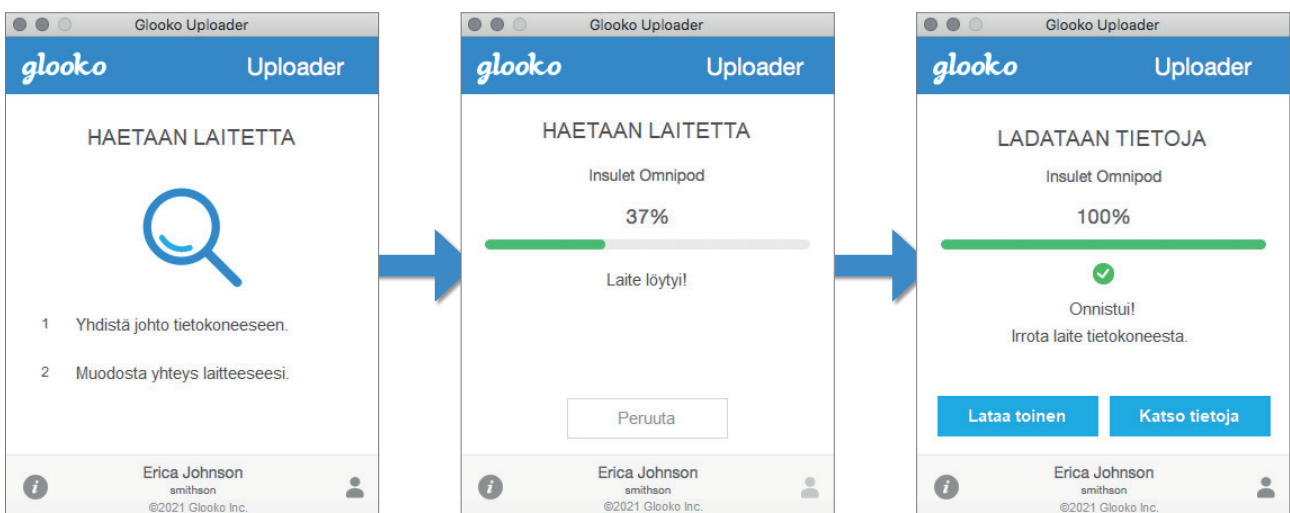 Glooko Uploader
glooko Uploader
HAETAAN LAITETTA
1 Yhdistä johto tietokoneeseen.
2 Muodosta yhteys laitteeseesi.
Erica Johnson
smithson
©2021 Glooko Inc.
Glooko Uploader
glooko Uploader
HAETAAN LAITETTA
Insulet Omnipod
37%
Laite löytyi!
Peruuta
Erica Johnson
smithson
©2021 Glooko Inc.
Glooko Uploader
glooko Uploader
LADATAAN TIETOJA
Insulet Omnipod
100%
Onnistui!
Irrota laite tietokoneesta.
Lataa toinen Katso tietoja
Erica Johnson
smithson
©2021 Glooko Inc.